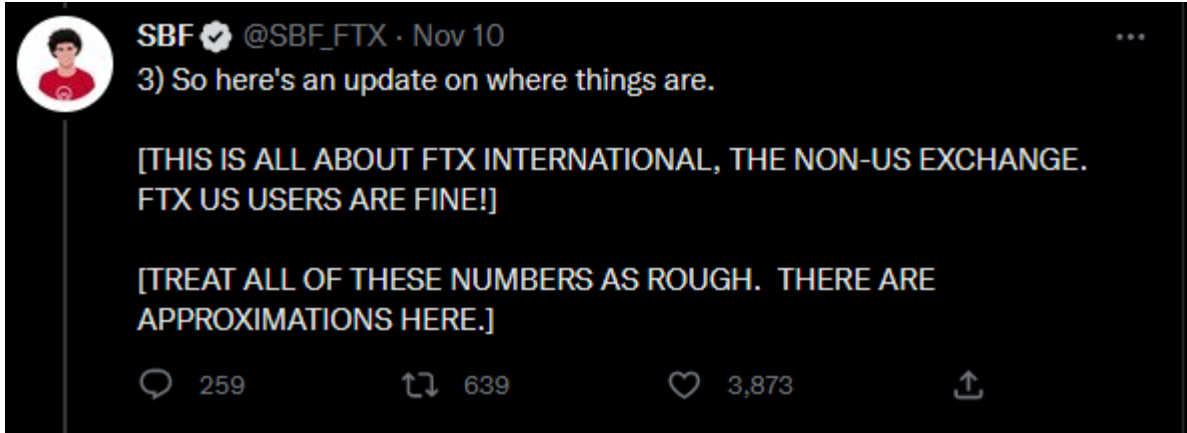 SBF @SBF_FTX · Nov 10
3) So here's an update on where things are.
[THIS IS ALL ABOUT FTX INTERNATIONAL, THE NON-US EXCHANGE.
FTX US USERS ARE FINE!]
[TREAT ALL OF THESE NUMBERS AS ROUGH.  THERE ARE
APPROXIMATIONS HERE.]
259 639 3,873